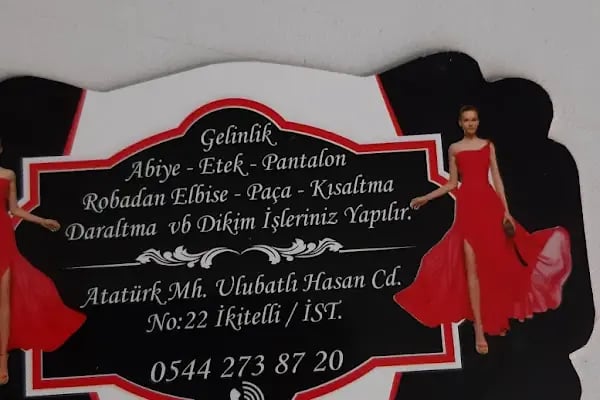 Gelinlik
Abiye - Etek - Pantalon
Robadan Elbise - Paça - Kısaltma
Daraltma vb Dikim İşleriniz Yapılır.
Atatürk Mh. Ulubatlı Hasan Cd.
No:22 İkitelli / İST.
0544 273 87 20